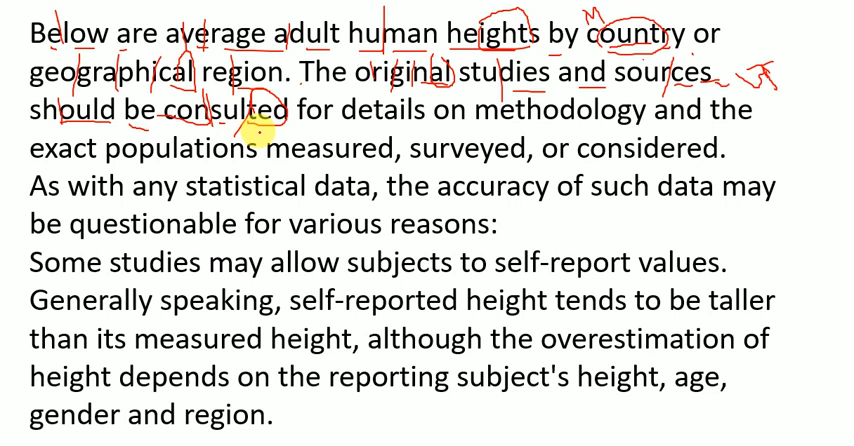 Below are average adult human heights by country or
geographical region. The original studies and sources
should be consulted for details on methodology and the
exact populations measured, surveyed, or considered.
As with any statistical data, the accuracy of such data may
be questionable for various reasons:
Some studies may allow subjects to self-report values.
Generally speaking, self-reported height tends to be taller
than its measured height, although the overestimation of
height depends on the reporting subject's height, age,
gender and region.